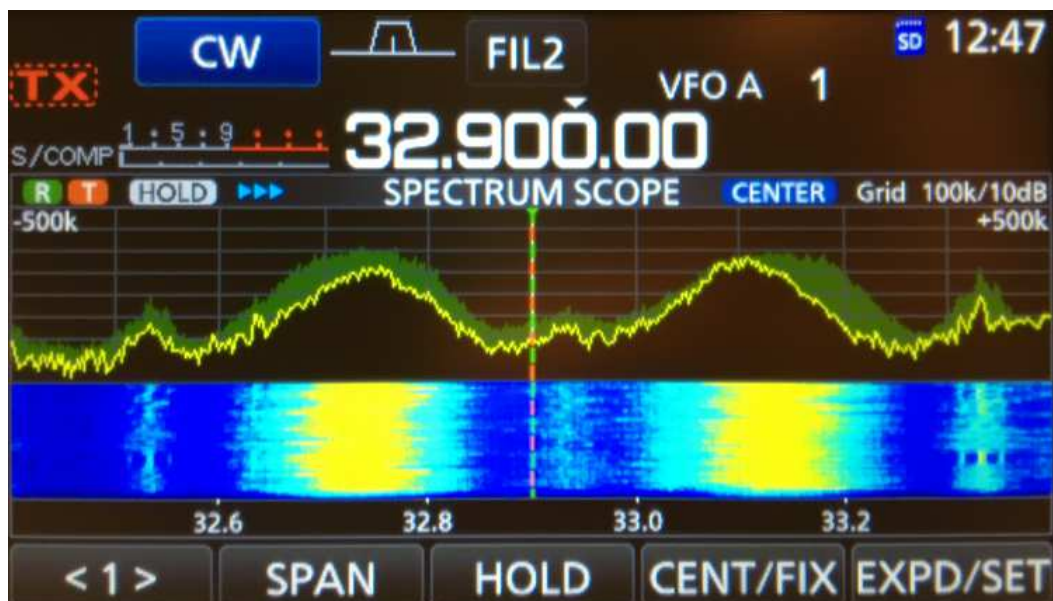 CW FIL2 SD 12:47
TX VFO A 1
32.900.00
S/COMP 1 5 9
R T HOLD SPECTRUM SCOPE CENTER Grid 100k/10dB
-500k +500k
32.6 32.8 33.0 33.2
< 1 > SPAN HOLD CENT/FIX EXPD/SET